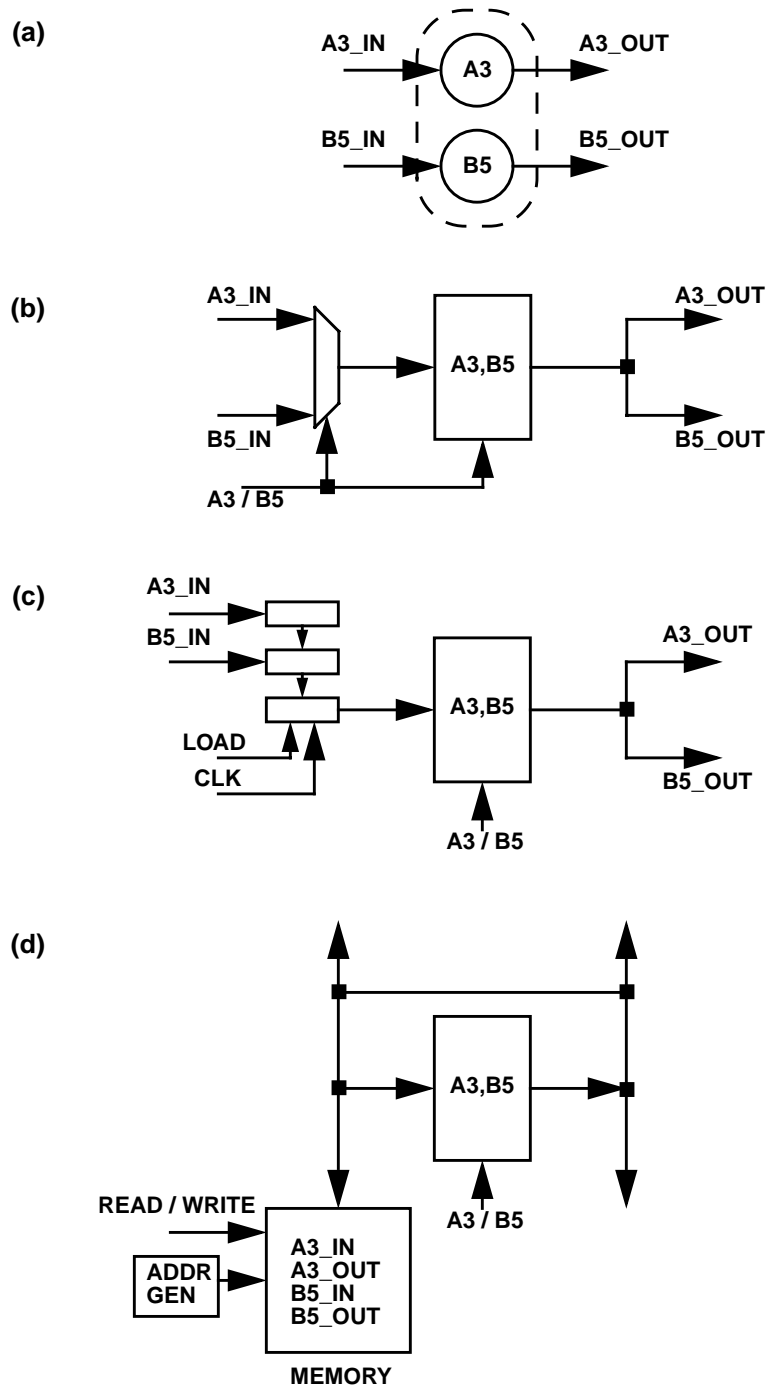 (a)
A3_IN
A3_OUT
A3
B5_IN
B5_OUT
B5
(b)
A3_IN
A3_OUT
A3,B5
B5_IN
B5_OUT
A3 / B5
(c)
A3_IN
B5_IN
A3_OUT
A3,B5
LOAD
CLK
B5_OUT
A3 / B5
(d)
A3,B5
READ / WRITE
A3 / B5
ADDR
GEN
A3_IN
A3_OUT
B5_IN
B5_OUT
MEMORY